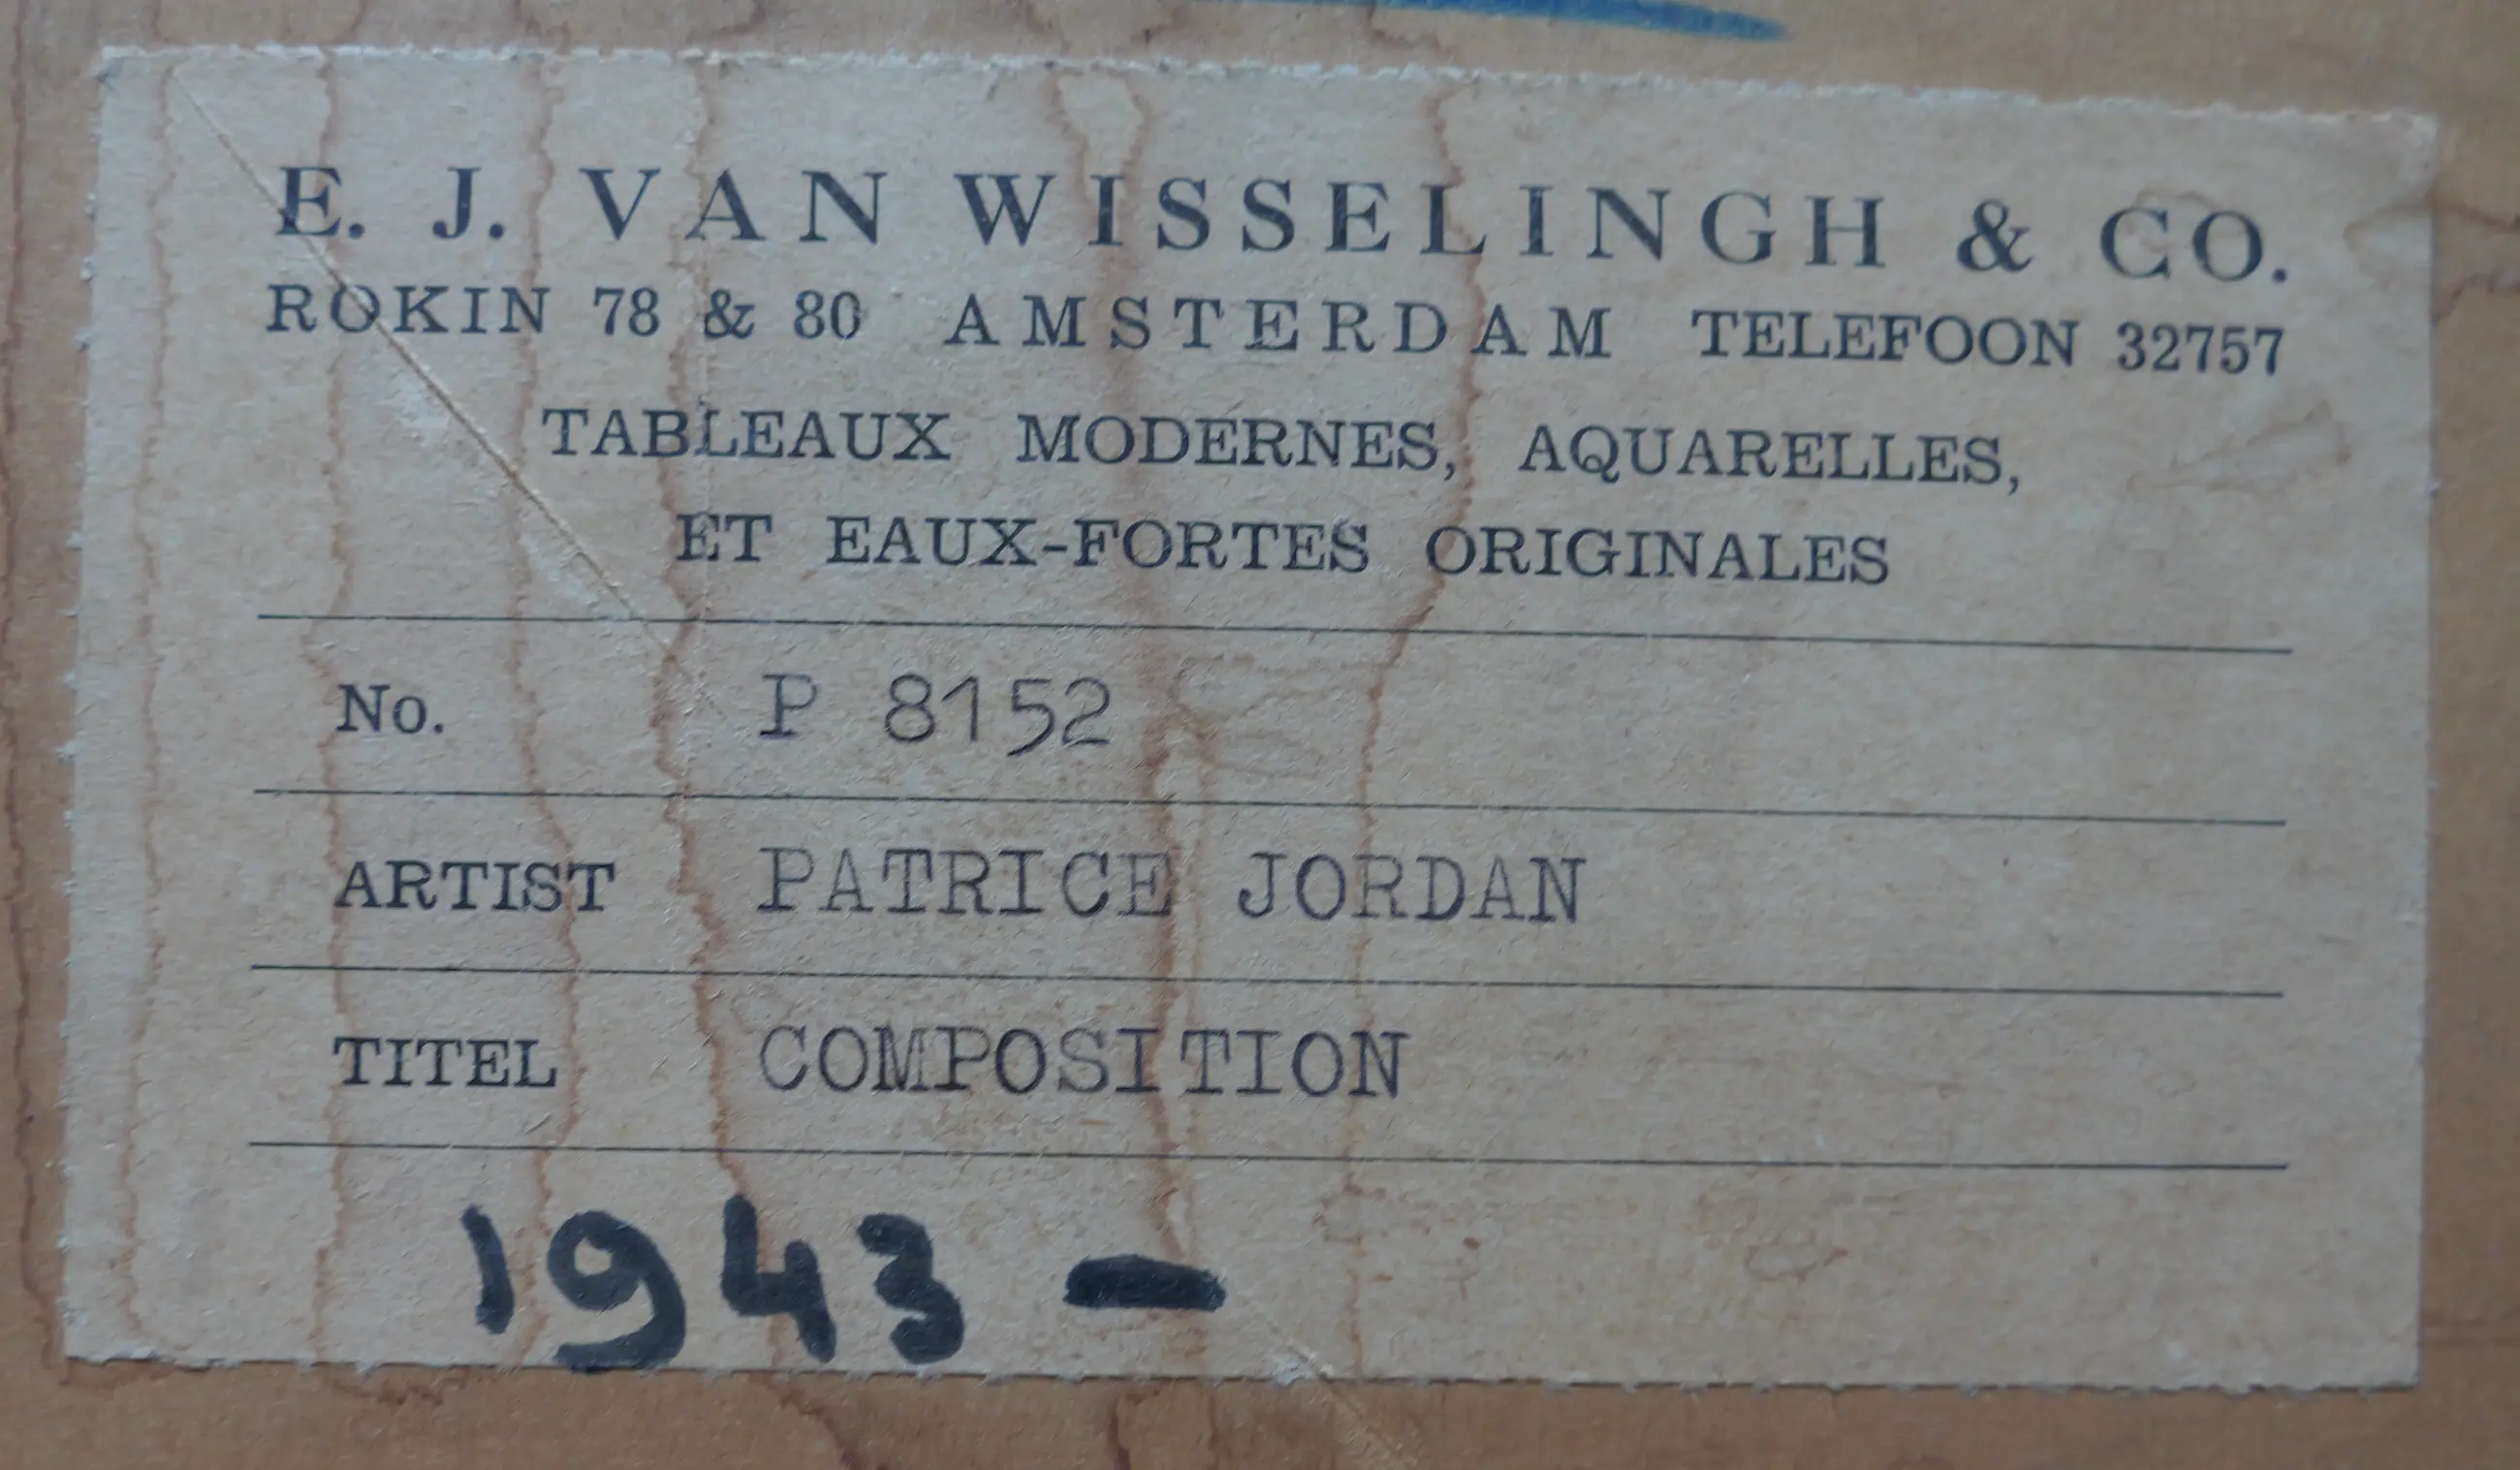 E. J. VAN WISSELINGH & CO.
ROKIN 78 & 80 AMSTERDAM TELEFOON 32757
TABLEAUX MODERNES, AQUARELLES,
ET EAUX-FORTES ORIGINALES
No. P 8152
ARTIST PATRICE JORDAN
TITEL COMPOSITION
1943 -